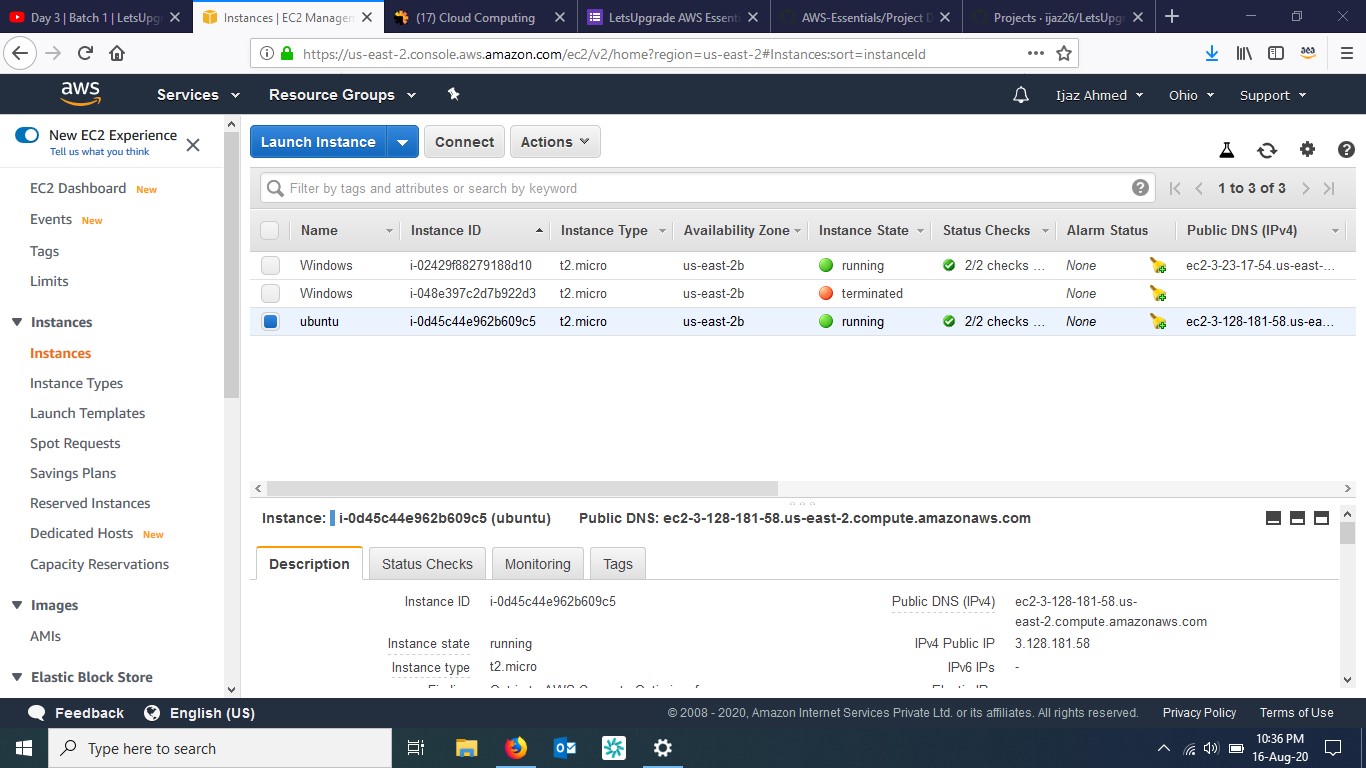 Day 3 | Batch 1 | LetsUpgr
Instances | EC2 Managem
(17) Cloud Computing
LetsUpgrade AWS Essenti
AWS-Essentials/Project D
Projects · ijaz26/LetsUpgr
https://us-east-2.console.aws.amazon.com/ec2/v2/home?region=us-east-2#Instances:sort=instanceId
aws
Services
Resource Groups
Ijaz Ahmed
Ohio
Support
New EC2 Experience
Tell us what you think
EC2 Dashboard New
Events New
Tags
Limits
Instances
Instances
Instance Types
Launch Templates
Spot Requests
Savings Plans
Reserved Instances
Dedicated Hosts New
Capacity Reservations
Images
AMIs
Elastic Block Store
Launch Instance
Connect
Actions
Filter by tags and attributes or search by keyword
1 to 3 of 3
Name Instance ID Instance Type Availability Zone Instance State Status Checks Alarm Status Public DNS (IPv4)
Windows i-02429f88279188d10 t2.micro us-east-2b running 2/2 checks ... None ec2-3-23-17-54.us-east-...
Windows i-048e397c2d7b922d3 t2.micro us-east-2b terminated None
ubuntu i-0d45c44e962b609c5 t2.micro us-east-2b running 2/2 checks ... None ec2-3-128-181-58.us-ea...
Instance: i-0d45c44e962b609c5 (ubuntu) Public DNS: ec2-3-128-181-58.us-east-2.compute.amazonaws.com
Description Status Checks Monitoring Tags
Instance ID i-0d45c44e962b609c5
Public DNS (IPv4) ec2-3-128-181-58.us-
east-2.compute.amazonaws.com
Instance state running
IPv4 Public IP 3.128.181.58
Instance type t2.micro
IPv6 IPs -
Feedback
English (US)
© 2008 - 2020, Amazon Internet Services Private Ltd. or its affiliates. All rights reserved.
Privacy Policy
Terms of Use
Type here to search
10:36 PM
16-Aug-20